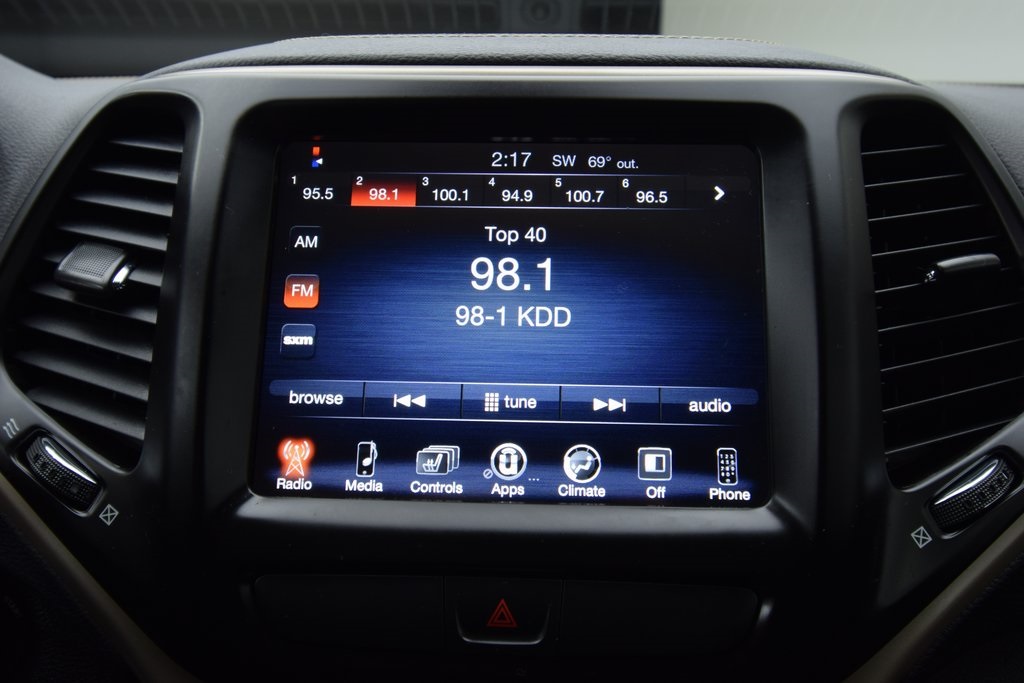 2:17 SW 69° out.
1 95.5 2 98.1 3 100.1 4 94.9 5 100.7 6 96.5
Top 40
AM
98.1
FM
98-1 KDD
sxm
browse tune audio
Radio Media Controls Apps Climate Off Phone